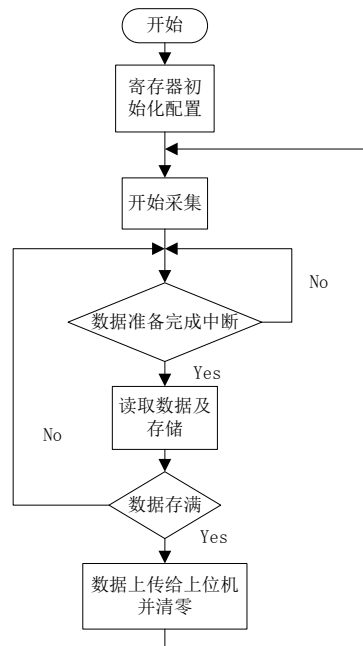 开始
寄存器初
始化配置
开始采集
No
数据准备完成中断
Yes
读取数据及
存储
No
数据存满
Yes
数据上传给上位机
并清零